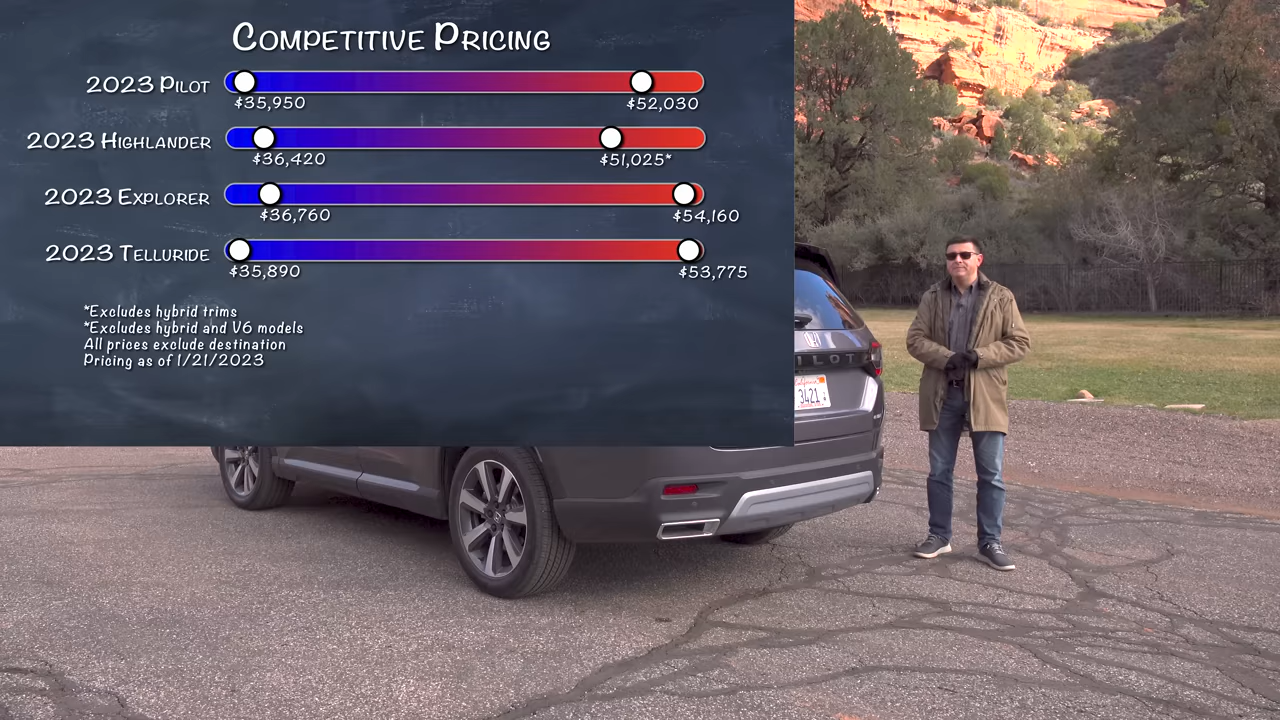 COMPETITIVE PRICING
2023 PILOT
$35,950 $52,030
2023 HIGHLANDER
$36,420 $51,025*
2023 EXPLORER
$36,760 $54,160
2023 TELLURIDE
$35,890 $53,775
*Excludes hybrid trims
*Excludes hybrid and V6 models
All prices exclude destination
Pricing as of 1/21/2023
PILOT
California
3421